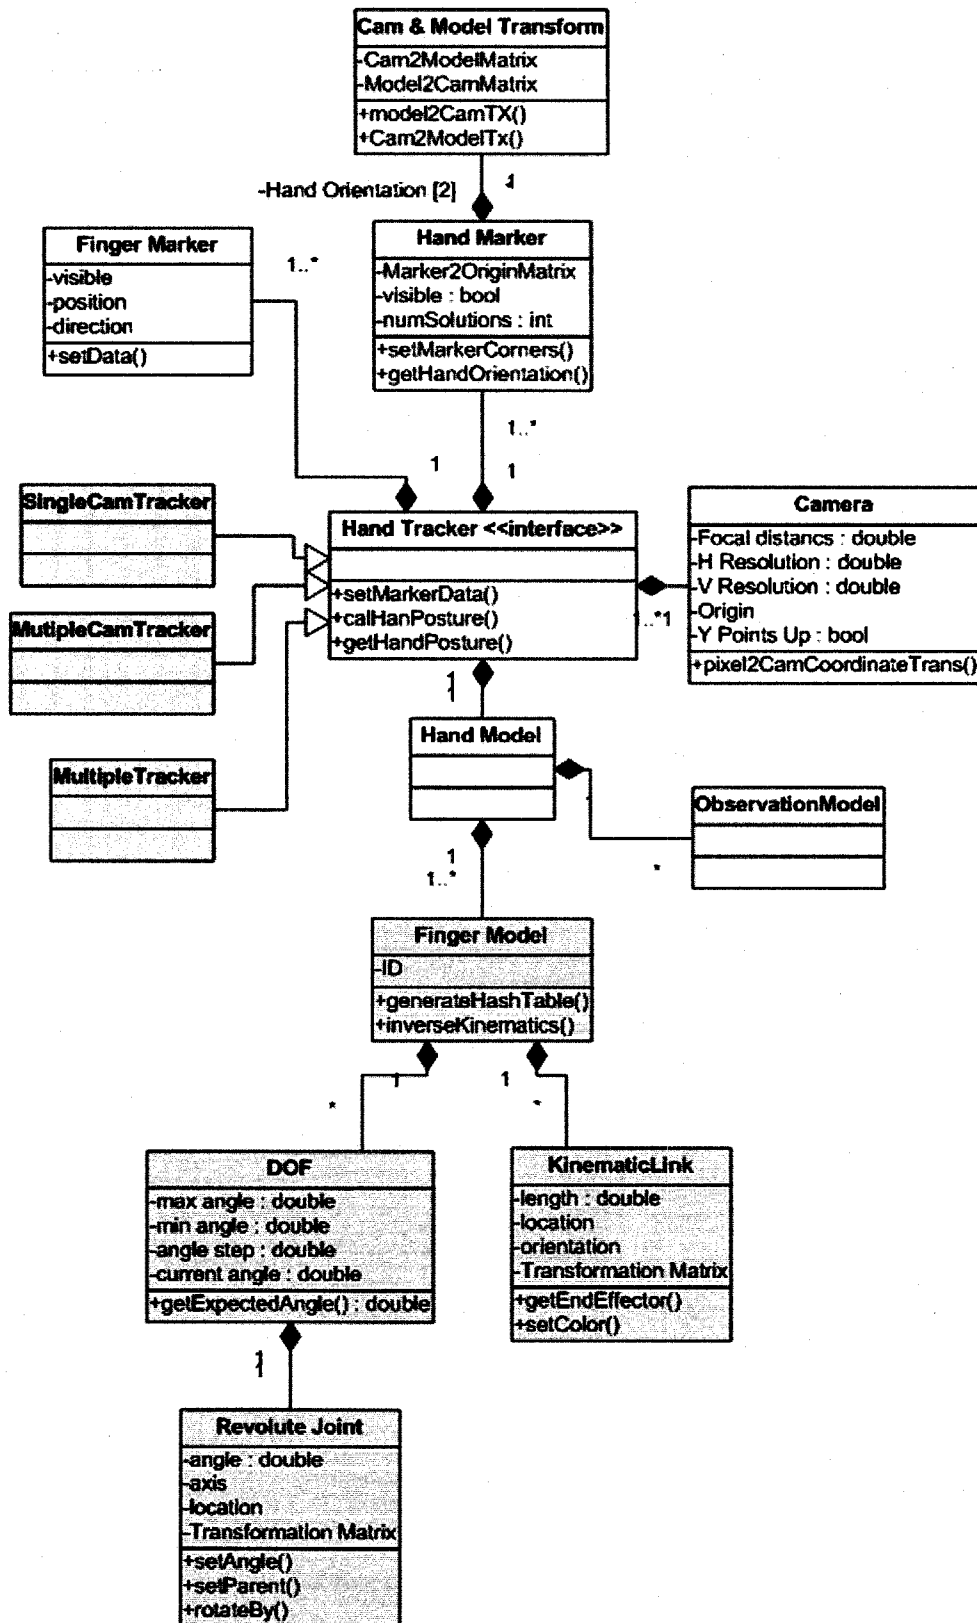 Cam & Model Transform
-Cam2ModelMatrix
-Model2CamMatrix
+model2CamTX()
+Cam2ModelTx()
-Hand Orientation [2]
1
Finger Marker
-visible
-position
-direction
+setData()
1..*
Hand Marker
-Marker2OriginMatrix
-visible : bool
-numSolutions : int
+setMarkerCorners()
+getHandOrientation()
1..*
1
1
SingleCamTracker
MutipleCamTracker
MultipleTracker
Hand Tracker <<interface>>
+setMarkerData()
+calHanPosture()
+getHandPosture()
1..*1
Camera
-Focal distancs : double
-H Resolution : double
-V Resolution : double
-Origin
-Y Points Up : bool
+pixel2CamCoordinateTrans()
1
1
Hand Model
*
ObservationModel
1
1..*
Finger Model
-ID
+generateHashTable()
+inverseKinematics()
1
*
1
*
DOF
-max angle : double
-min angle : double
-angle step : double
-current angle : double
+getExpectedAngle() : double
KinematicLink
-length : double
-location
-orientation
-Transformation Matrix
+getEndEffector()
+setColor()
1
1
Revolute Joint
-angle : double
-axis
-location
-Transformation Matrix
+setAngle()
+setParent()
+rotateBy()